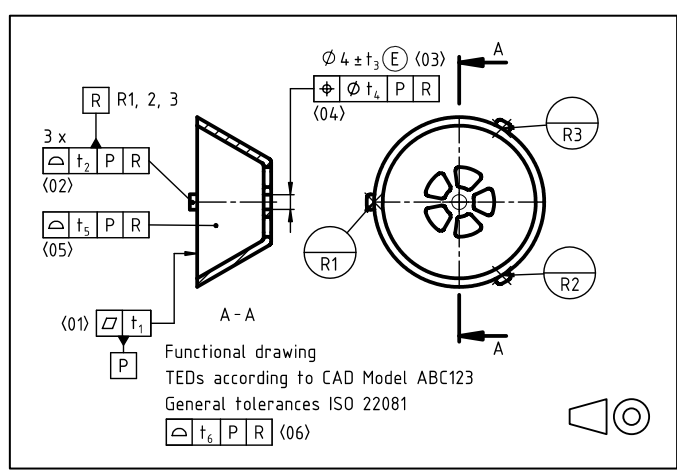 A
Ø 4 ± t₃ Ⓔ ⟨03⟩
⌖ Ø t₄ P R
⟨04⟩
R R1, 2, 3
3 x
⌓ t₂ P R
⟨02⟩
⌓ t₅ P R
⟨05⟩
R3
R1
R2
⟨01⟩ ⏥ t₁
P
A - A
A
Functional drawing
TEDs according to CAD Model ABC123
General tolerances ISO 22081
⌓ t₆ P R ⟨06⟩